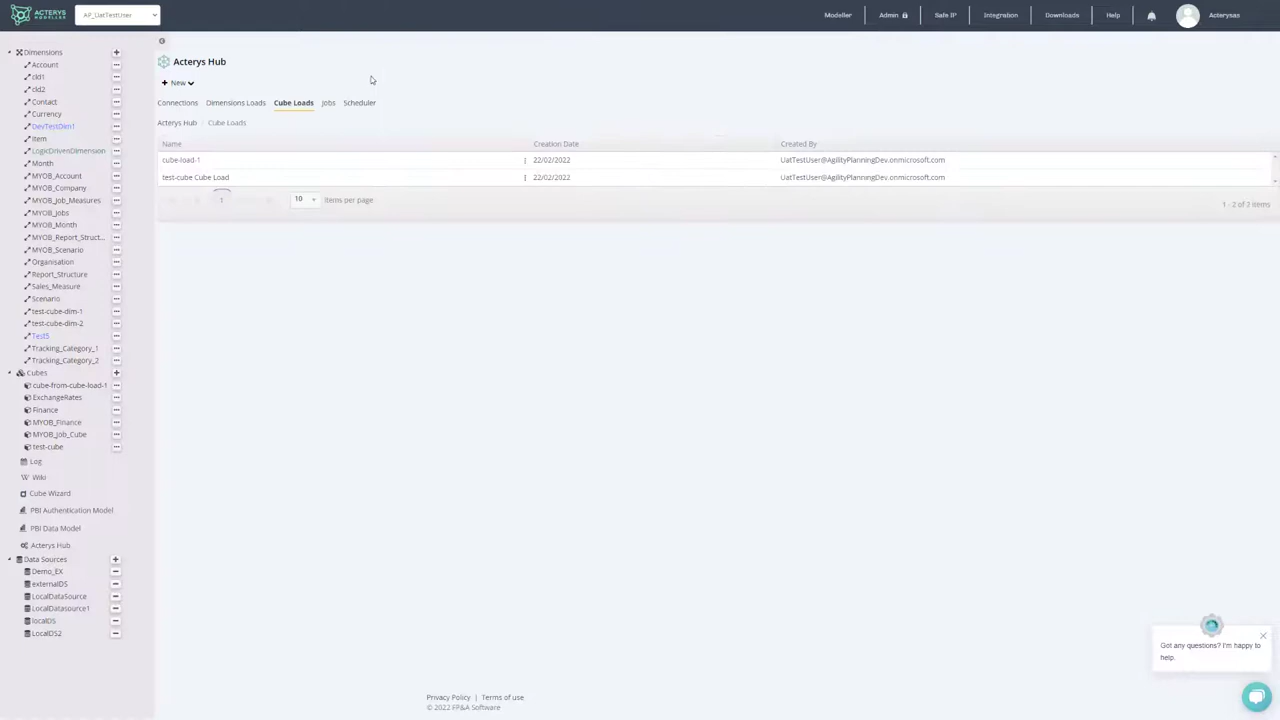 ACTERYS
MODELLER
AP_UatTestUser
Modeller
Admin
Safe IP
Integration
Downloads
Help
Acterysas
Dimensions
Account
cld1
cld2
Contact
Currency
DevTestDim1
Item
LogicDrivenDimension
Month
MYOB_Account
MYOB_Company
MYOB_Job_Measures
MYOB_Jobs
MYOB_Month
MYOB_Report_Struct...
MYOB_Scenario
Organisation
Report_Structure
Sales_Measure
Scenario
test-cube-dim-1
test-cube-dim-2
Test5
Tracking_Category_1
Tracking_Category_2
Cubes
cube-from-cube-load-1
ExchangeRates
Finance
MYOB_Finance
MYOB_Job_Cube
test-cube
Log
Wiki
Cube Wizard
PBI Authentication Model
PBI Data Model
Acterys Hub
Data Sources
Demo_EX
externalDS
LocalDataSource
LocalDatasource1
localDS
LocalDS2
Acterys Hub
+ New
Connections Dimensions Loads Cube Loads Jobs Scheduler
Acterys Hub / Cube Loads
Name Creation Date Created By
cube-load-1 22/02/2022 UatTestUser@AgilityPlanningDev.onmicrosoft.com
test-cube Cube Load 22/02/2022 UatTestUser@AgilityPlanningDev.onmicrosoft.com
1 10 items per page 1 - 2 of 2 items
Got any questions? I'm happy to
help.
Privacy Policy | Terms of use
© 2022 FP&A Software